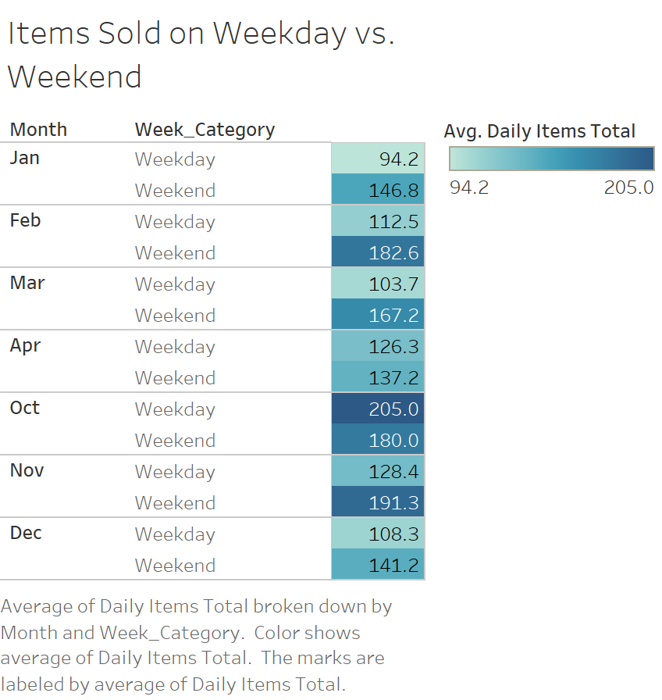 Items Sold on Weekday vs.
Weekend
Month Week_Category
Jan Weekday 94.2
Weekend 146.8
Feb Weekday 112.5
Weekend 182.6
Mar Weekday 103.7
Weekend 167.2
Apr Weekday 126.3
Weekend 137.2
Oct Weekday 205.0
Weekend 180.0
Nov Weekday 128.4
Weekend 191.3
Dec Weekday 108.3
Weekend 141.2
Avg. Daily Items Total
94.2 205.0
Average of Daily Items Total broken down by
Month and Week_Category.  Color shows
average of Daily Items Total.  The marks are
labeled by average of Daily Items Total.